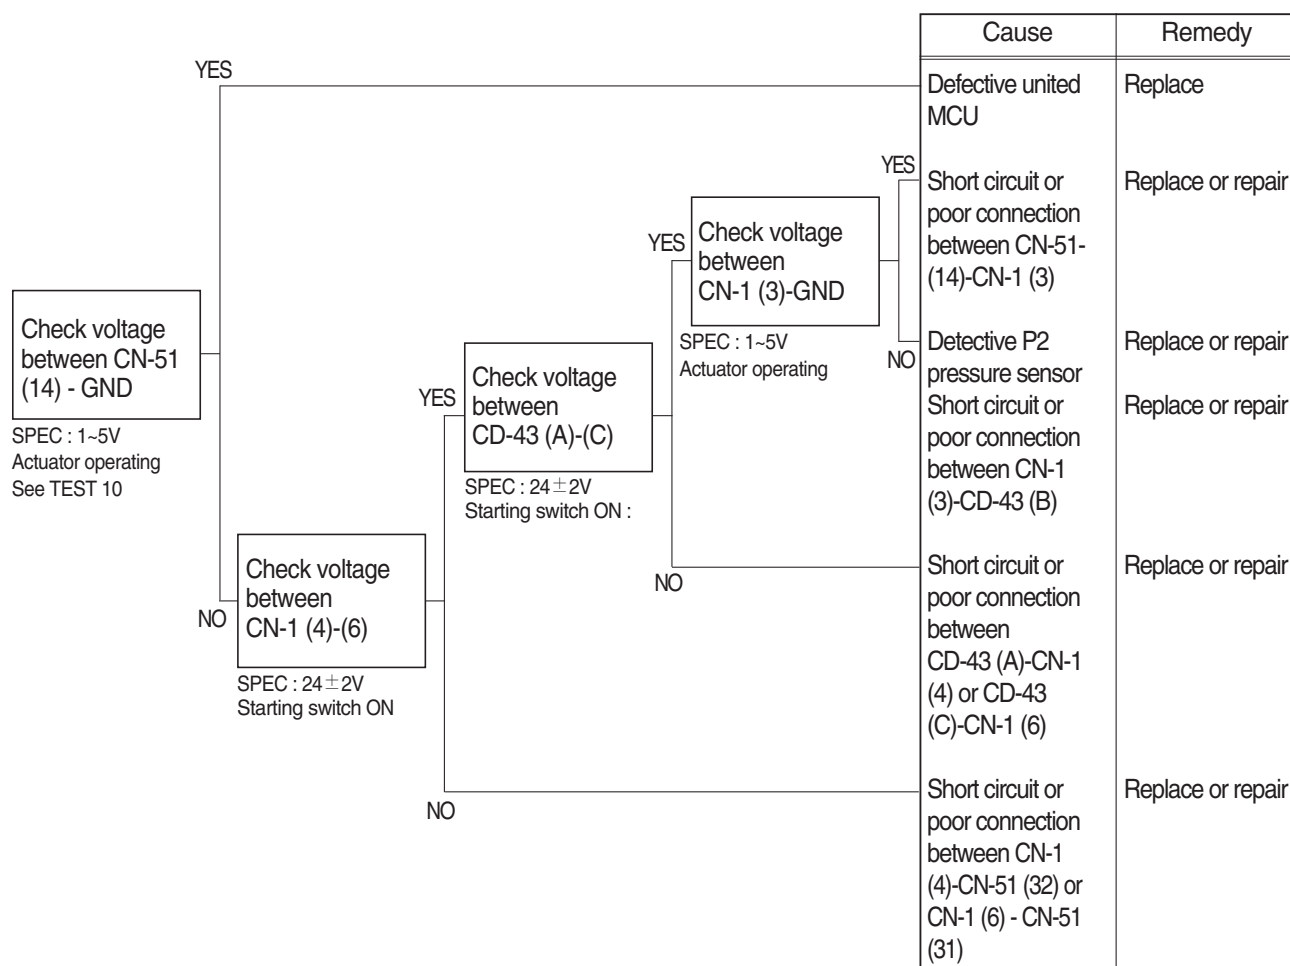 Cause
Remedy
YES
Defective united
MCU
Replace
YES
Short circuit or
poor connection
between CN-51-
(14)-CN-1 (3)
Replace or repair
YES
Check voltage
between
CN-1 (3)-GND
SPEC : 1~5V
Actuator operating
NO
Detective P2
pressure sensor
Replace or repair
Short circuit or
poor connection
between CN-1
(3)-CD-43 (B)
Replace or repair
Check voltage
between CN-51
(14) - GND
SPEC : 1~5V
Actuator operating
See TEST 10
YES
Check voltage
between
CD-43 (A)-(C)
SPEC : 24±2V
Starting switch ON :
NO
Short circuit or
poor connection
between
CD-43 (A)-CN-1
(4) or CD-43
(C)-CN-1 (6)
Replace or repair
NO
Check voltage
between
CN-1 (4)-(6)
SPEC : 24±2V
Starting switch ON
NO
Short circuit or
poor connection
between CN-1
(4)-CN-51 (32) or
CN-1 (6) - CN-51
(31)
Replace or repair